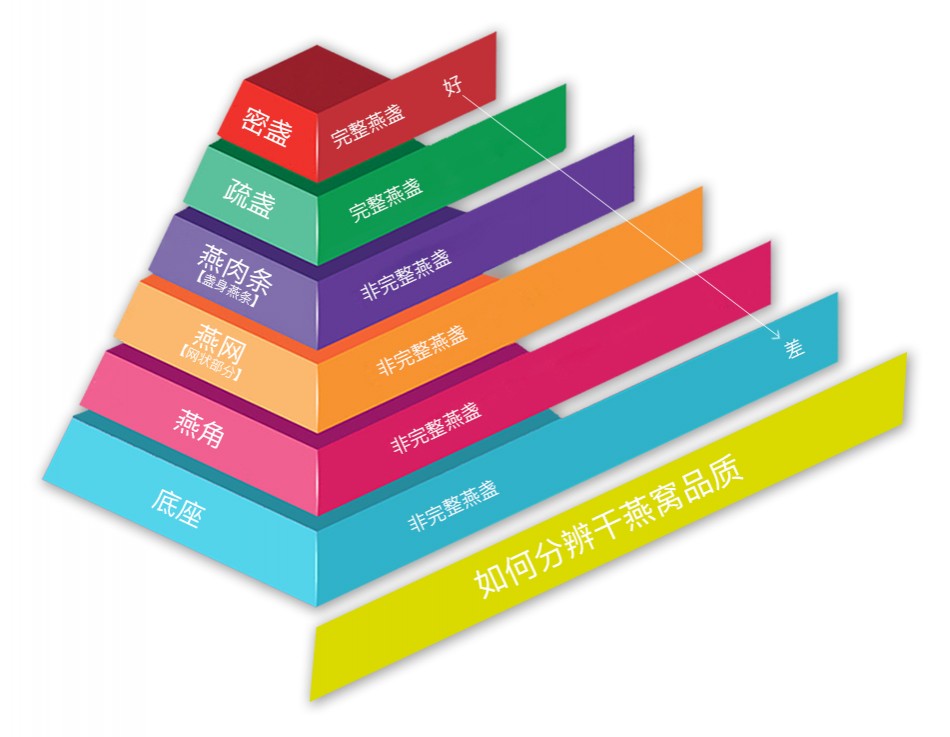 密盏
完整燕盏
好
疏盏
完整燕盏
燕肉条
【盏身燕条】
非完整燕盏
燕网
【网状部分】
非完整燕盏
燕角
非完整燕盏
差
底座
非完整燕盏
如何分辨干燕窝品质